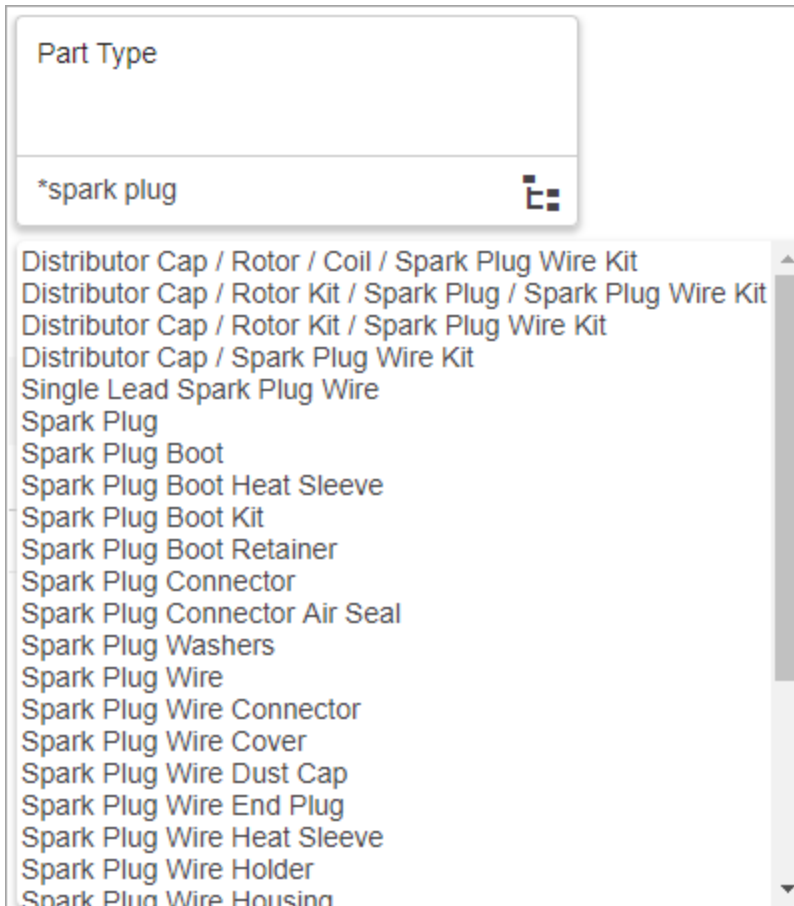 Part Type
*spark plug
Distributor Cap / Rotor / Coil / Spark Plug Wire Kit
Distributor Cap / Rotor Kit / Spark Plug / Spark Plug Wire Kit
Distributor Cap / Rotor Kit / Spark Plug Wire Kit
Distributor Cap / Spark Plug Wire Kit
Single Lead Spark Plug Wire
Spark Plug
Spark Plug Boot
Spark Plug Boot Heat Sleeve
Spark Plug Boot Kit
Spark Plug Boot Retainer
Spark Plug Connector
Spark Plug Connector Air Seal
Spark Plug Washers
Spark Plug Wire
Spark Plug Wire Connector
Spark Plug Wire Cover
Spark Plug Wire Dust Cap
Spark Plug Wire End Plug
Spark Plug Wire Heat Sleeve
Spark Plug Wire Holder
Spark Plug Wire Housing